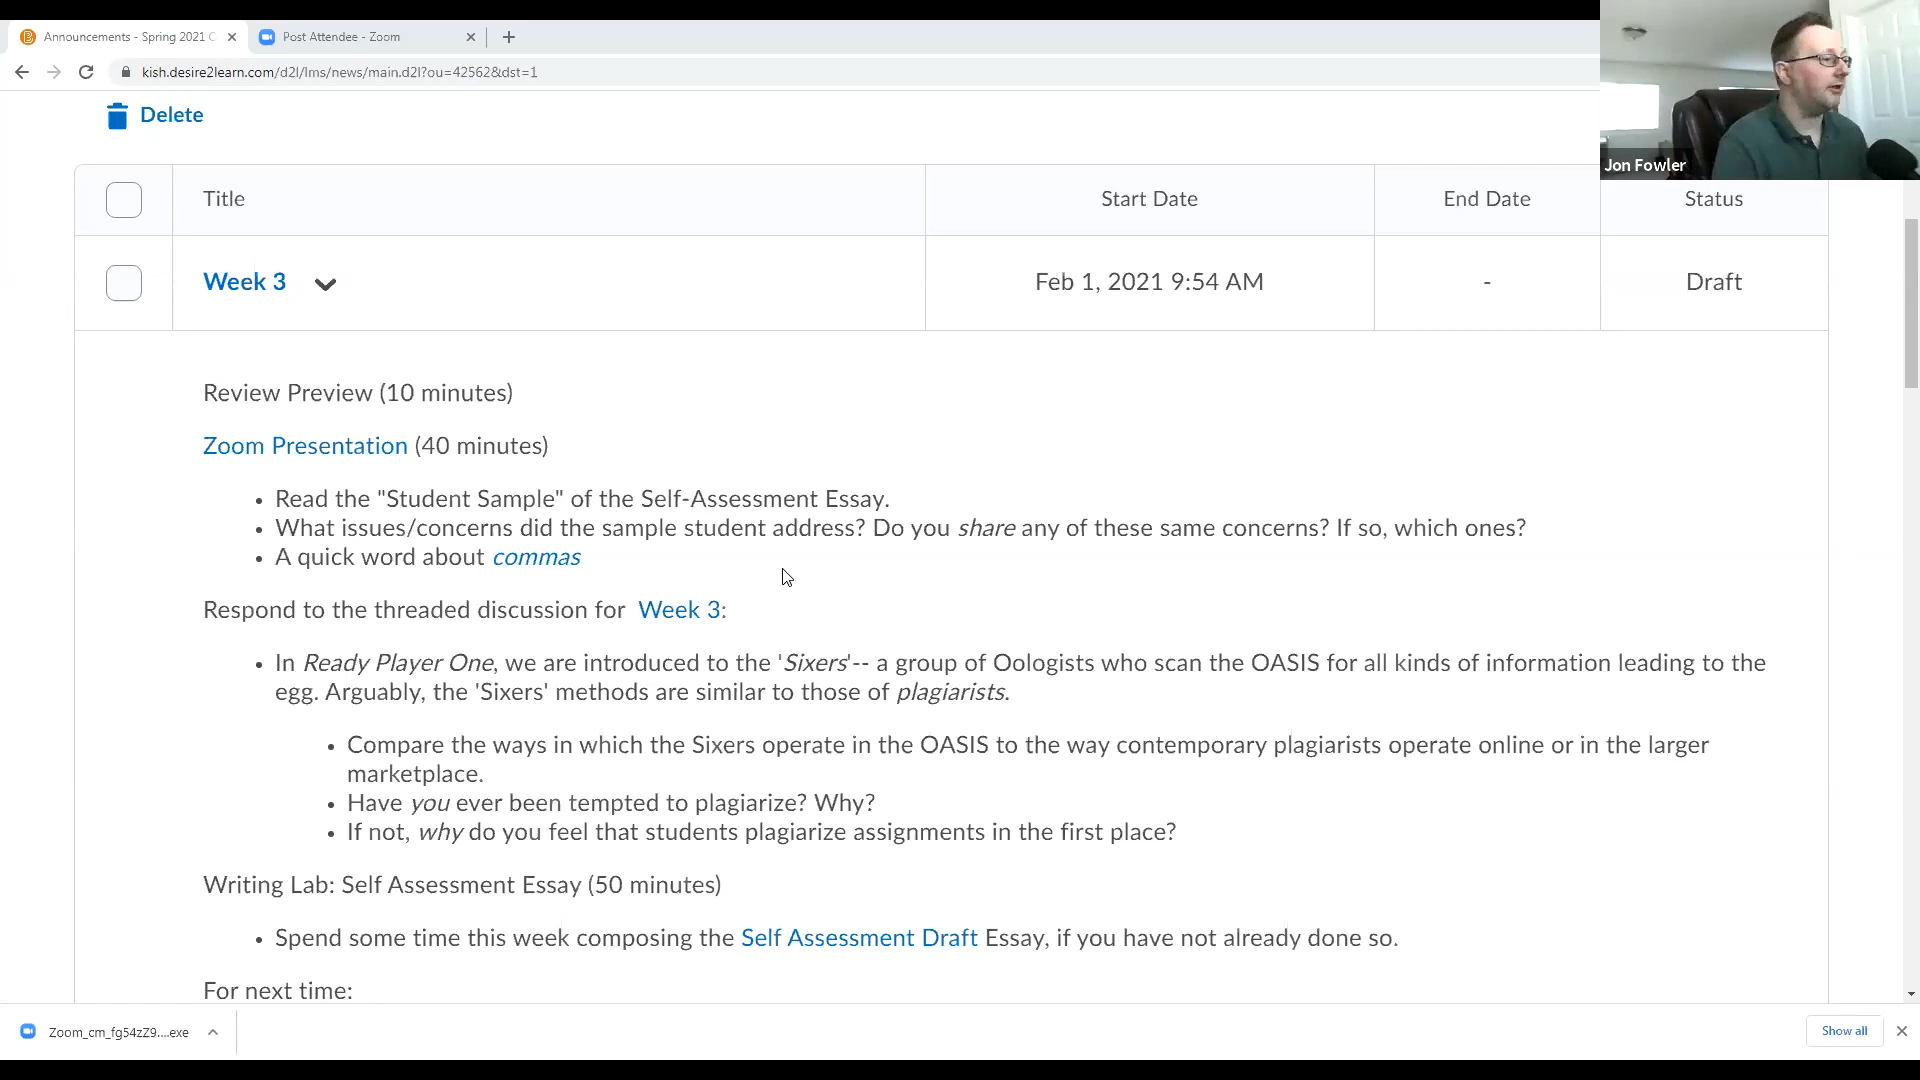 Announcements - Spring 2021 C
Post Attendee - Zoom
kish.desire2learn.com/d2l/lms/news/main.d2l?ou=42562&dst=1
Jon Fowler
Delete
Title Start Date End Date Status
Week 3 Feb 1, 2021 9:54 AM - Draft
Review Preview (10 minutes)
Zoom Presentation (40 minutes)
• Read the "Student Sample" of the Self-Assessment Essay.
• What issues/concerns did the sample student address? Do you share any of these same concerns? If so, which ones?
• A quick word about commas
Respond to the threaded discussion for Week 3:
• In Ready Player One, we are introduced to the 'Sixers'-- a group of Oologists who scan the OASIS for all kinds of information leading to the
egg. Arguably, the 'Sixers' methods are similar to those of plagiarists.
• Compare the ways in which the Sixers operate in the OASIS to the way contemporary plagiarists operate online or in the larger
marketplace.
• Have you ever been tempted to plagiarize? Why?
• If not, why do you feel that students plagiarize assignments in the first place?
Writing Lab: Self Assessment Essay (50 minutes)
• Spend some time this week composing the Self Assessment Draft Essay, if you have not already done so.
For next time:
Zoom_cm_fg54zZ9....exe
Show all